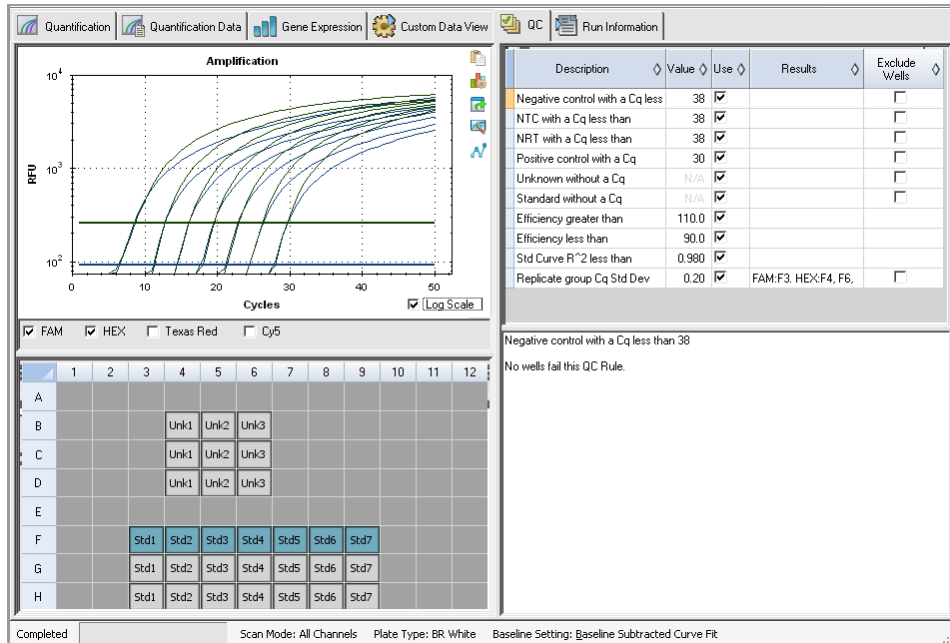 Quantification Quantification Data Gene Expression Custom Data View QC Run Information
Amplification
10^4
10^3
10^2
RFU
0 10 20 30 40 50 60
Cycles
Log Scale
FAM HEX Texas Red Cy5
Description Value Use Results Exclude Wells
Negative control with a Cq less 38
NTC with a Cq less than 38
NRT with a Cq less than 38
Positive control with a Cq 30
Unknown without a Cq N/A
Standard without a Cq N/A
Efficiency greater than 110.0
Efficiency less than 90.0
Std Curve R^2 less than 0.980
Replicate group Cq Std Dev 0.20 FAM:F3. HEX:F4, F6,
Negative control with a Cq less than 38
No wells fail this QC Rule.
1 2 3 4 5 6 7 8 9 10 11 12
A
B Unk1 Unk2 Unk3
C Unk1 Unk2 Unk3
D Unk1 Unk2 Unk3
E
F Std1 Std2 Std3 Std4 Std5 Std6 Std7
G Std1 Std2 Std3 Std4 Std5 Std6 Std7
H Std1 Std2 Std3 Std4 Std5 Std6 Std7
Completed Scan Mode: All Channels Plate Type: BR White Baseline Setting: Baseline Subtracted Curve Fit